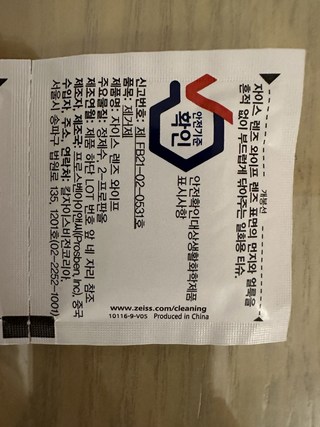 개봉선
자이스 렌즈 와이프 렌즈 표면의 먼지와 얼룩을
흔적 없이 부드럽게 닦아주는 일회용 티슈
안전기준
확인
안전확인대상생활화학제품
표시사항
신고번호: 제 FB21-02-0531호
품목: 제거제
제품명: 자이스 렌즈 와이프
주요물질: 정제수, 2-프로판올
제조연월: 제품 하단 LOT 번호 앞 네 자리 참조
제조자, 제조국: 프로스벤아이앤씨(Prosben, Inc.), 중국
수입자, 주소, 연락처: 칼자이스비전코리아,
서울시 송파구 법원로 135, 1201호(02-2252-1001)
www.zeiss.com/cleaning
10116-9-V05 Produced in China